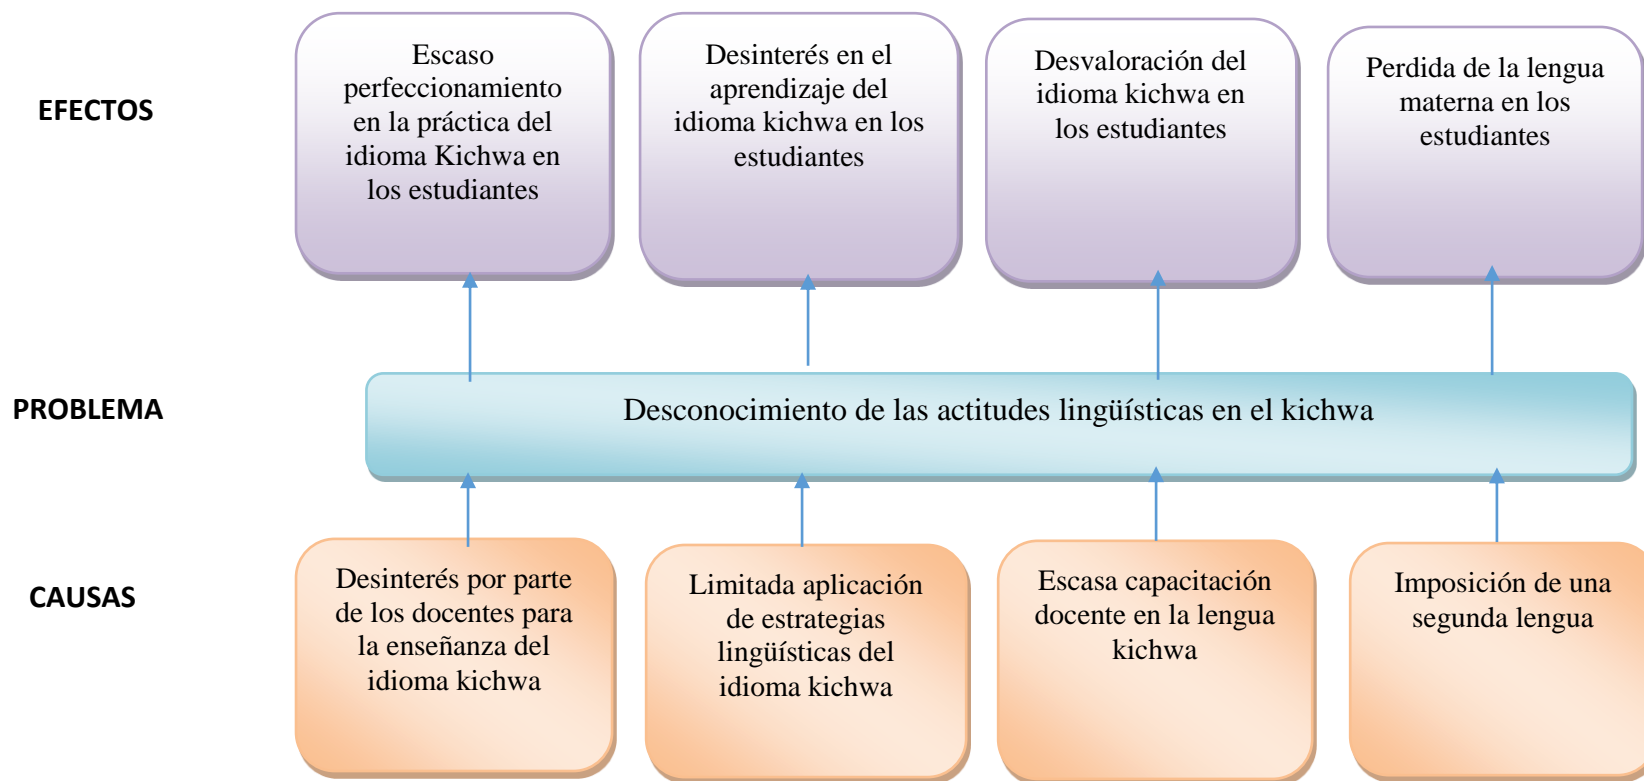 EFECTOS
Escaso
perfeccionamiento
en la práctica del
idioma Kichwa en
los estudiantes
Desinterés en el
aprendizaje del
idioma kichwa en los
estudiantes
Desvaloración del
idioma kichwa en
los estudiantes
Perdida de la lengua
materna en los
estudiantes
PROBLEMA
Desconocimiento de las actitudes lingüísticas en el kichwa
CAUSAS
Desinterés por parte
de los docentes para
la enseñanza del
idioma kichwa
Limitada aplicación
de estrategias
lingüísticas del
idioma kichwa
Escasa capacitación
docente en la lengua
kichwa
Imposición de una
segunda lengua